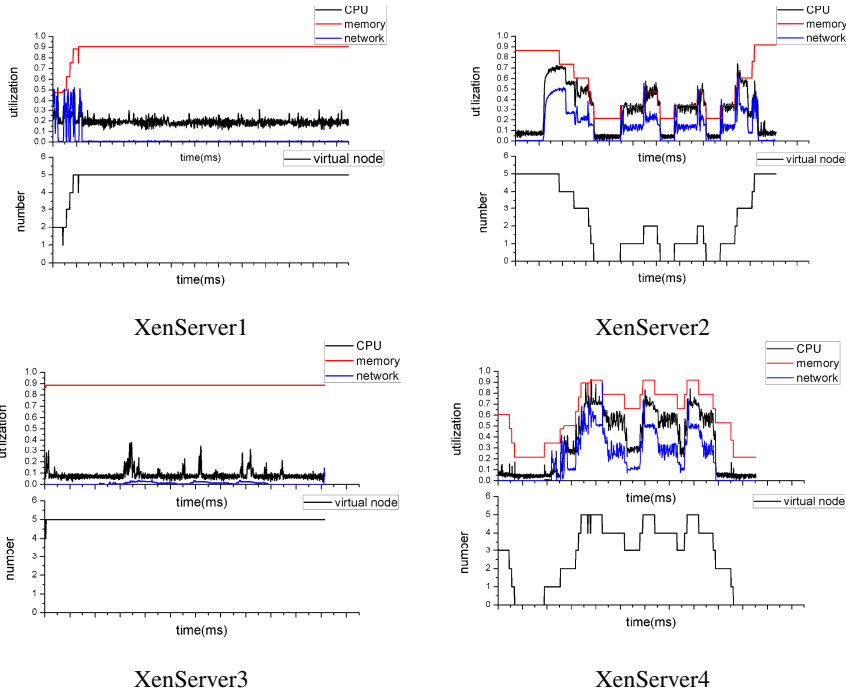 CPU
memory
network
1.0
0.9
0.8
0.7
0.6
0.5
0.4
0.3
0.2
0.1
0.0
utilization
time(ms)
virtual node
6
5
4
3
2
1
0
number
time(ms)
XenServer1
CPU
memory
network
1.0
0.9
0.8
0.7
0.6
0.5
0.4
0.3
0.2
0.1
0.0
utilization
time(ms)
virtual node
6
5
4
3
2
1
0
number
time(ms)
XenServer2
CPU
memory
network
1.0
0.9
0.8
0.7
0.6
0.5
0.4
0.3
0.2
0.1
0.0
utilization
time(ms)
virtual node
6
5
4
3
2
1
0
number
time(ms)
XenServer3
CPU
memory
network
1.0
0.9
0.8
0.7
0.6
0.5
0.4
0.3
0.2
0.1
0.0
utilization
time(ms)
virtual node
6
5
4
3
2
1
0
number
time(ms)
XenServer4